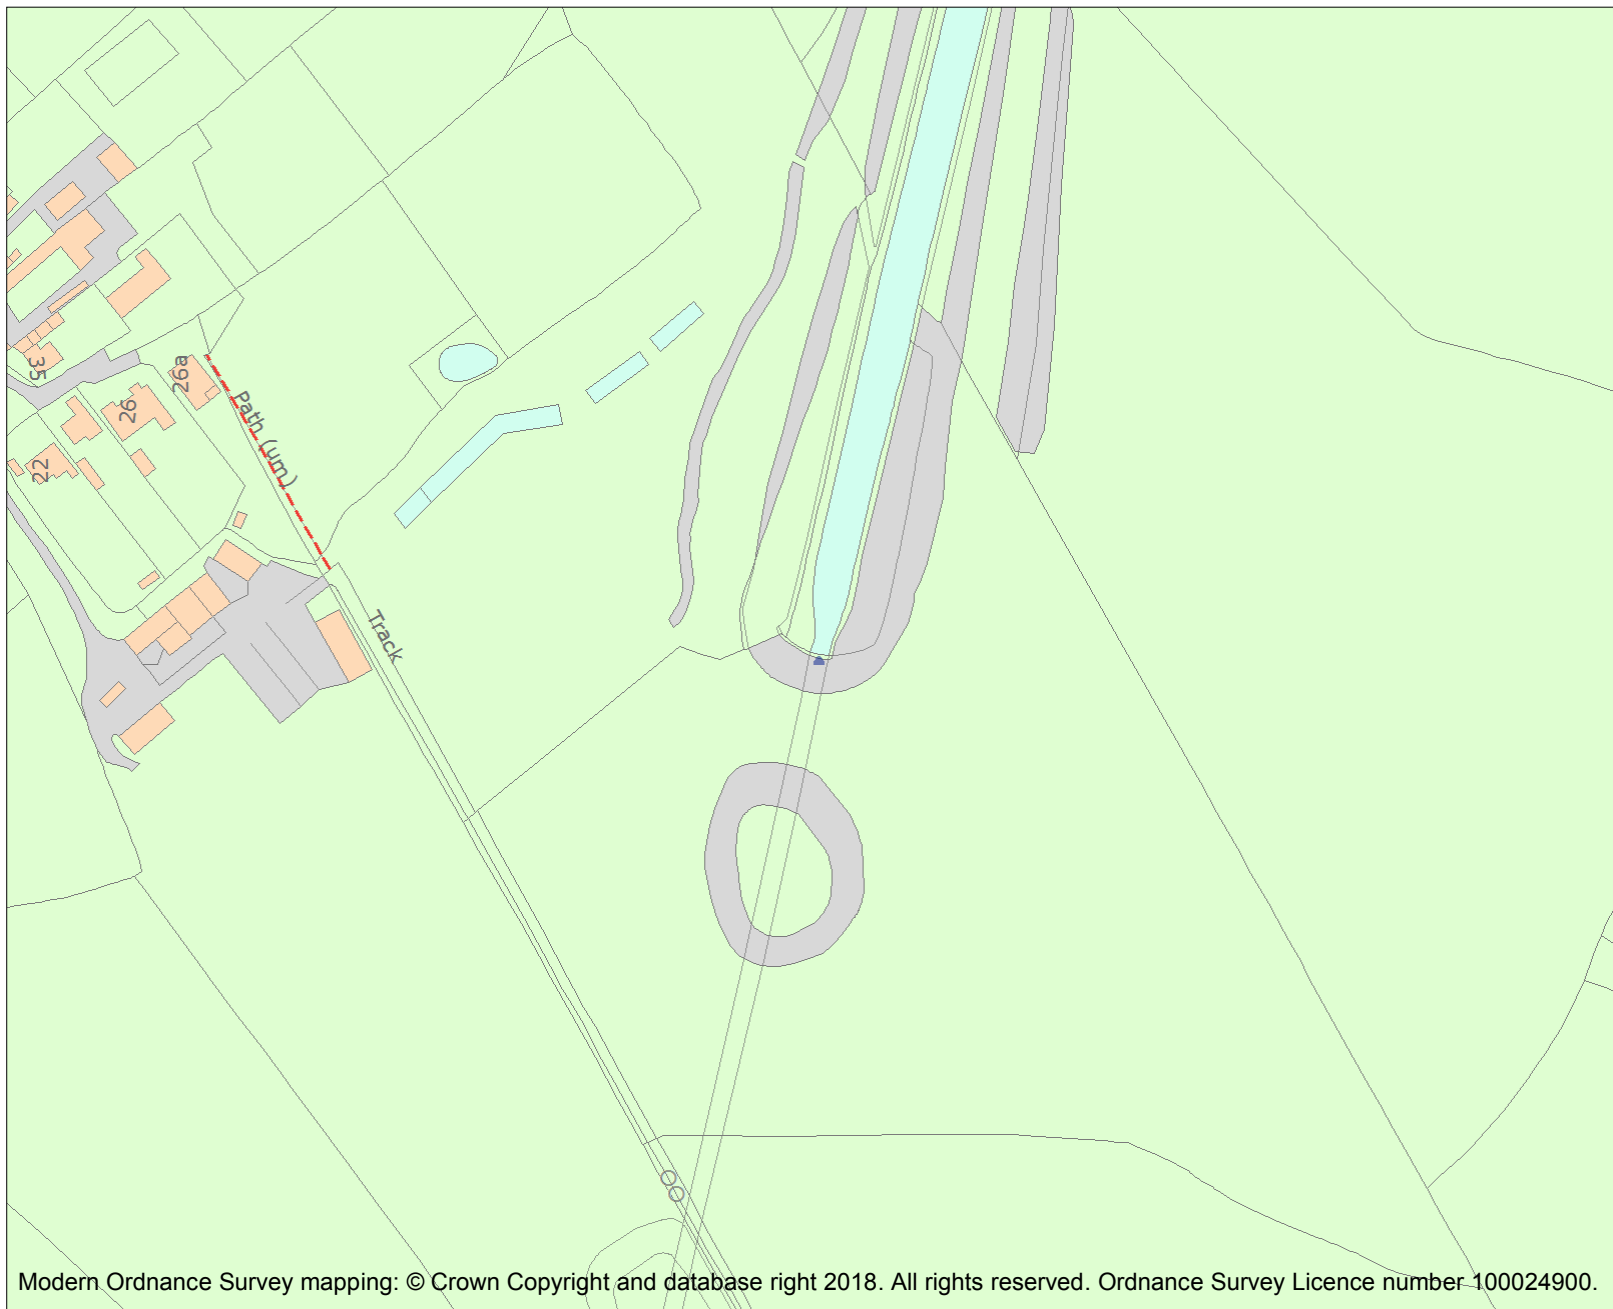 35
26a
26
22
Path (um)
Track
Modern Ordnance Survey mapping: © Crown Copyright and database right 2018. All rights reserved. Ordnance Survey Licence number 100024900.